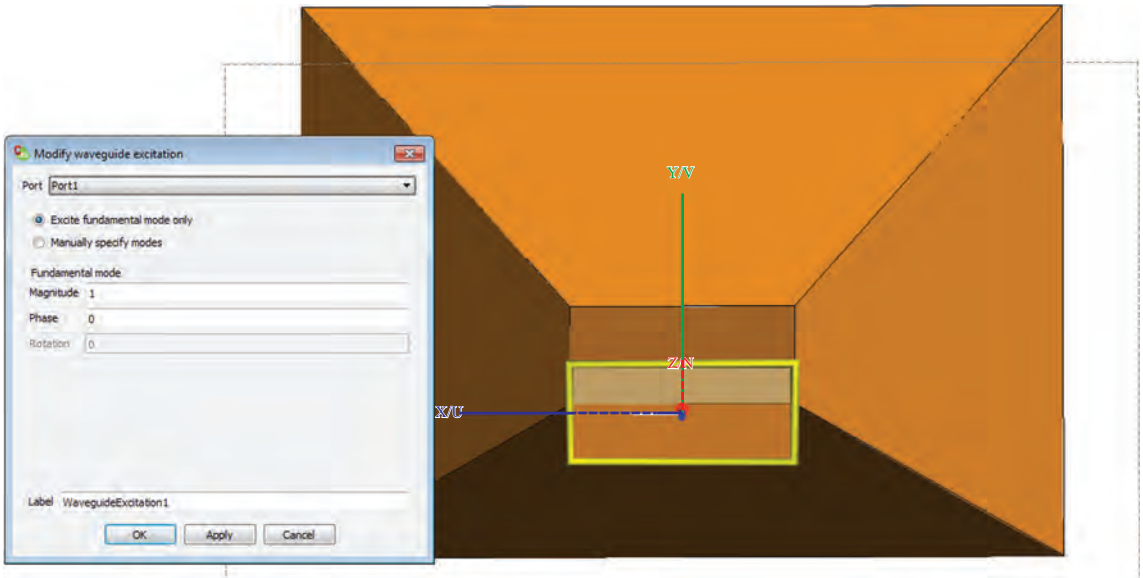 Modify waveguide excitation
Port Port1
Excite fundamental mode only
Manually specify modes
Fundamental mode
Magnitude 1
Phase 0
Rotation 0
Label WaveguideExcitation1
OK Apply Cancel
Y/V
Z/N
X/U